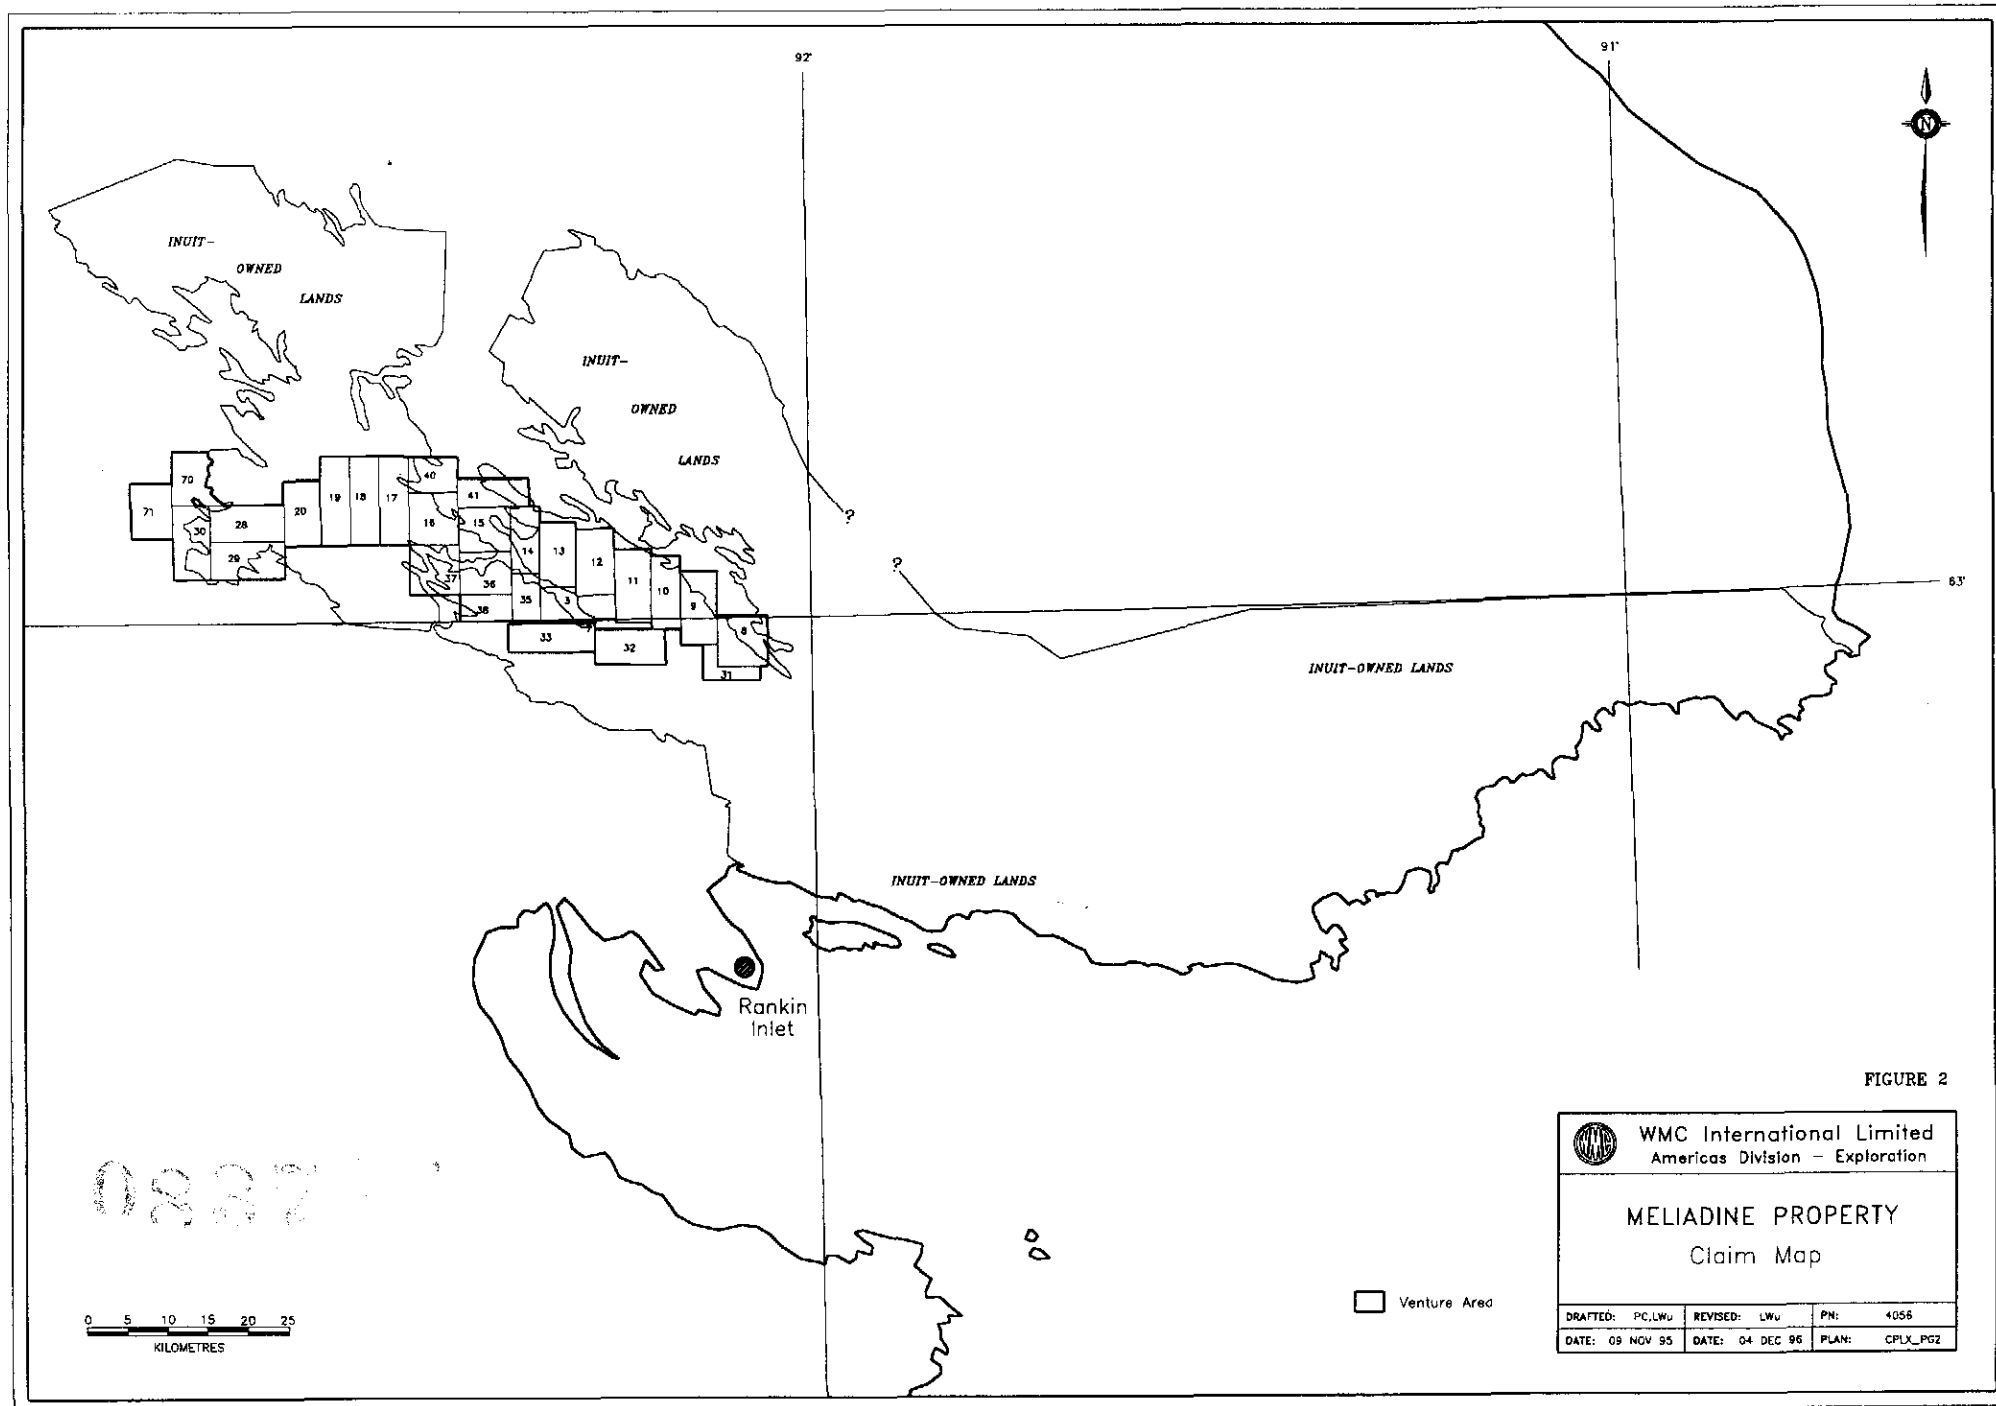 92°
91°
N
INUIT-
OWNED
LANDS
INUIT-
OWNED
LANDS
70
71
30
28
29
20
19
18
17
40
41
16
15
14
13
12
11
10
9
8
37
36
38
35
3
33
32
31
?
?
63°
INUIT-OWNED LANDS
INUIT-OWNED LANDS
Rankin
Inlet
FIGURE 2
WMC
WMC International Limited
Americas Division - Exploration
MELIADINE PROPERTY
Claim Map
Venture Area
DRAFTED: PC,LWu REVISED: LWu PN: 4056
DATE: 09 NOV 95 DATE: 04 DEC 96 PLAN: CPLX_PG2
0837
0 5 10 15 20 25
KILOMETRES